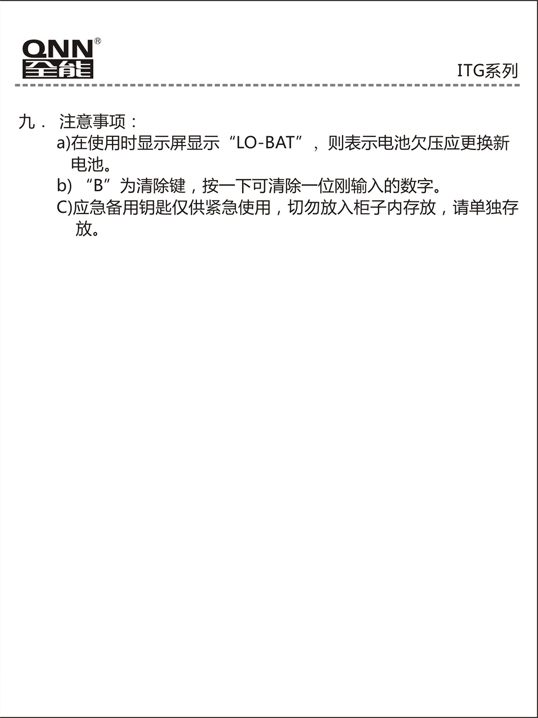 QNN®
全能
ITG系列
九． 注意事项：
a)在使用时显示屏显示“LO-BAT”，则表示电池欠压应更换新
电池。
b) “B”为清除键，按一下可清除一位刚输入的数字。
C)应急备用钥匙仅供紧急使用，切勿放入柜子内存放，请单独存
放。